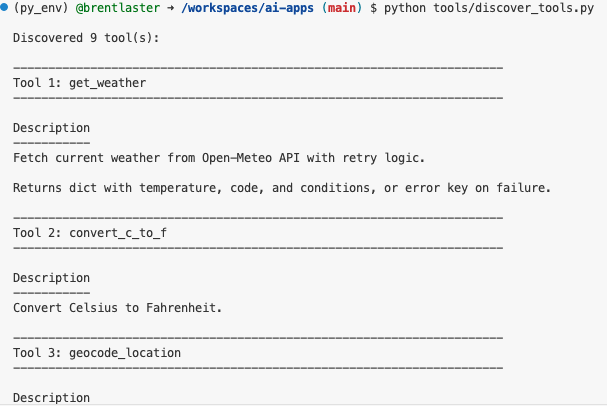 (py_env) @brentlaster → /workspaces/ai-apps (main) $ python tools/discover_tools.py
Discovered 9 tool(s):
----------------------------------------------------------------------
Tool 1: get_weather
----------------------------------------------------------------------
Description
-----------
Fetch current weather from Open-Meteo API with retry logic.
Returns dict with temperature, code, and conditions, or error key on failure.
----------------------------------------------------------------------
Tool 2: convert_c_to_f
----------------------------------------------------------------------
Description
-----------
Convert Celsius to Fahrenheit.
----------------------------------------------------------------------
Tool 3: geocode_location
----------------------------------------------------------------------
Description